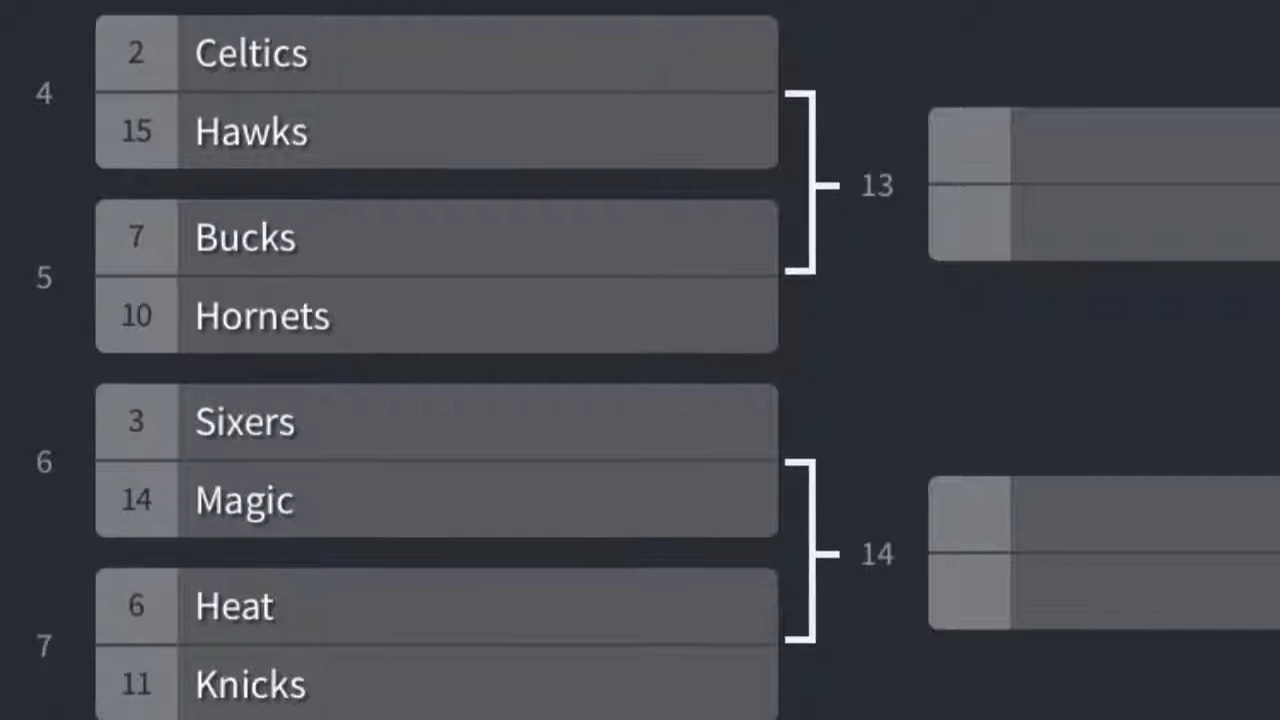 4
2 Celtics
15 Hawks
13
5
7 Bucks
10 Hornets
6
3 Sixers
14 Magic
14
7
6 Heat
11 Knicks